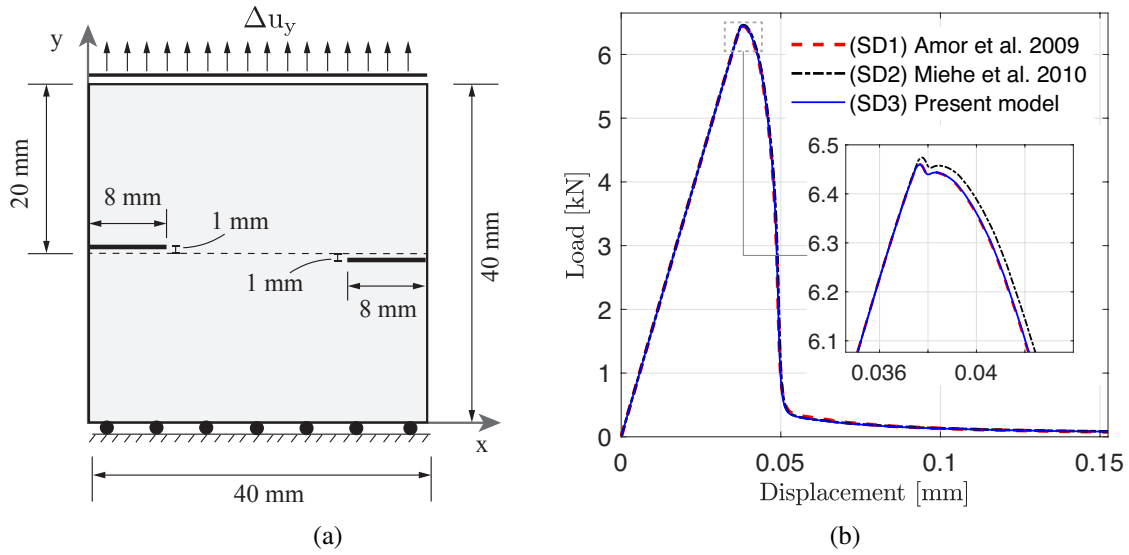 Δu_y
y
20 mm
8 mm
1 mm
1 mm
8 mm
40 mm
x
40 mm
(a)
Load [kN]
6
5
4
3
2
1
0
(SD1) Amor et al. 2009
(SD2) Miehe et al. 2010
(SD3) Present model
6.5
6.4
6.3
6.2
6.1
0.036 0.04
0 0.05 0.1 0.15
Displacement [mm]
(b)